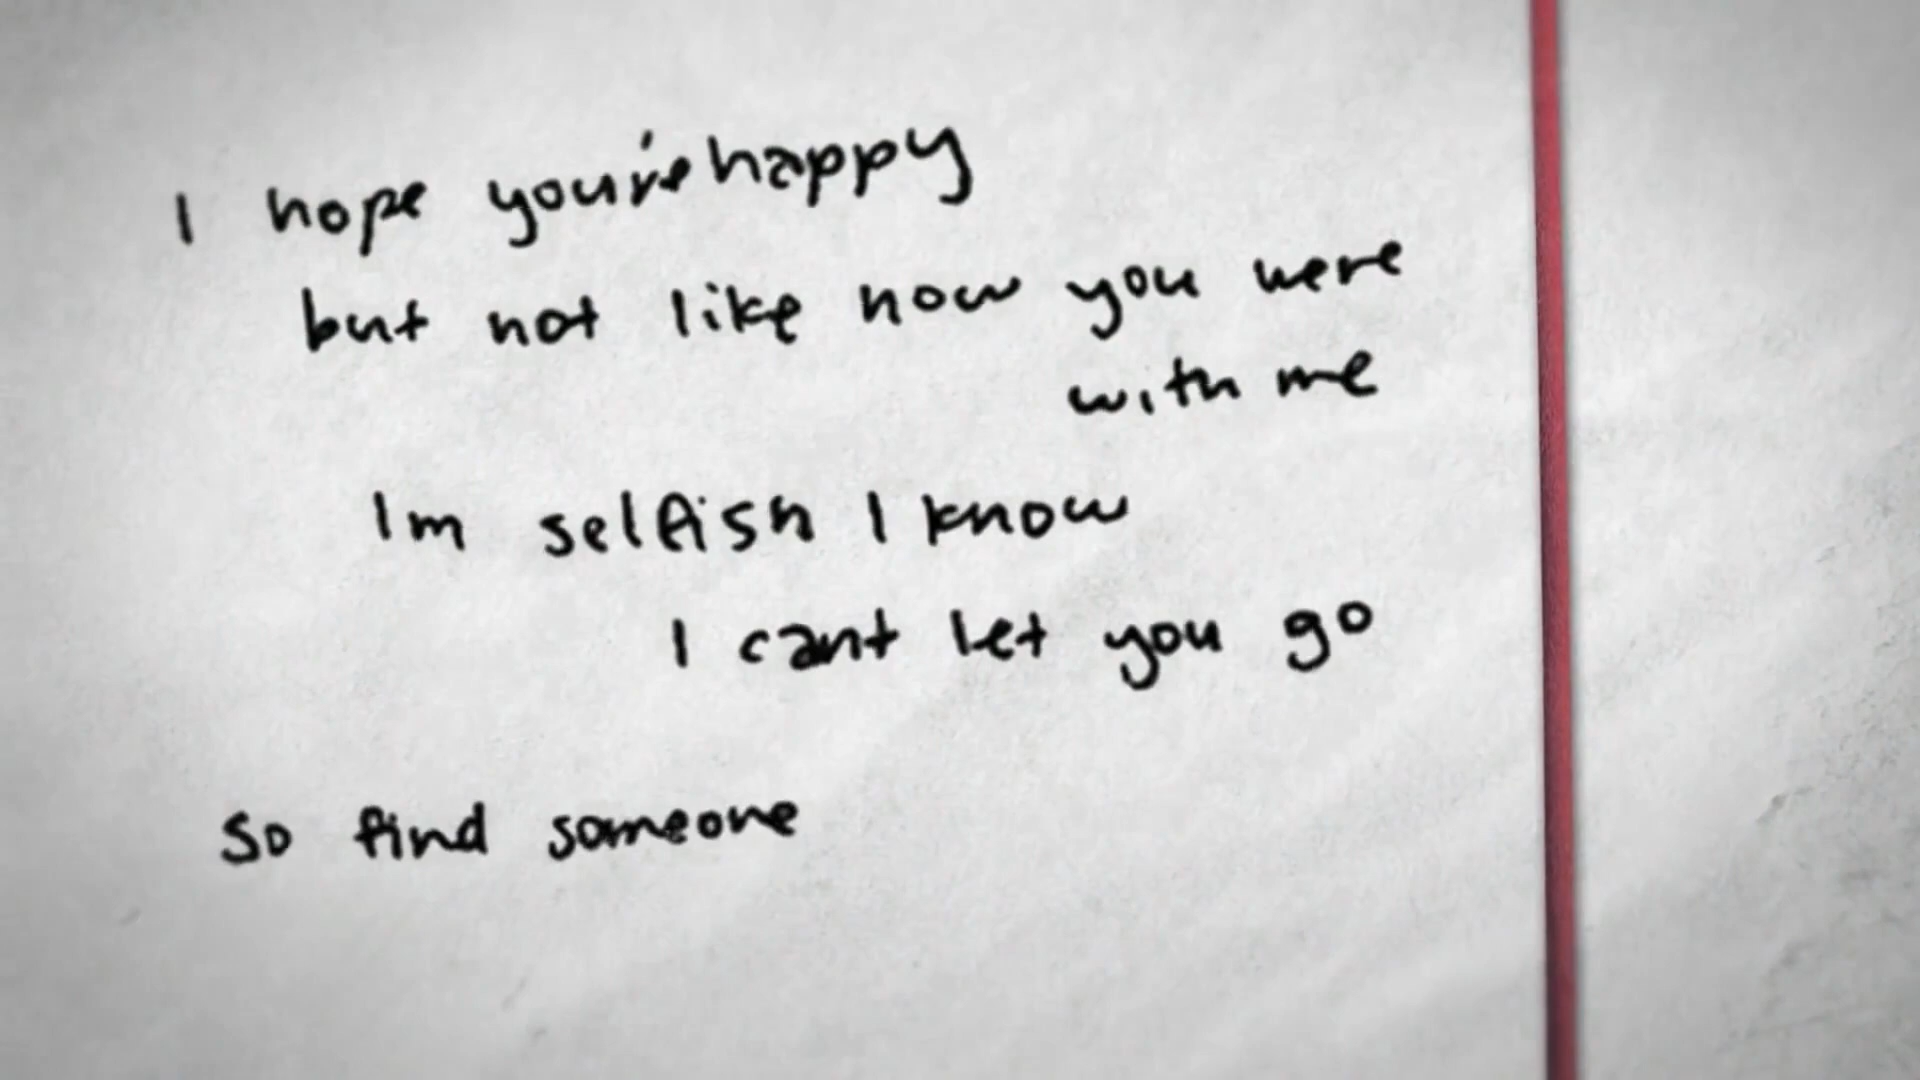 I hope you're happy
but not like how you were
with me
Im selfish I know
I cant let you go
So find someone